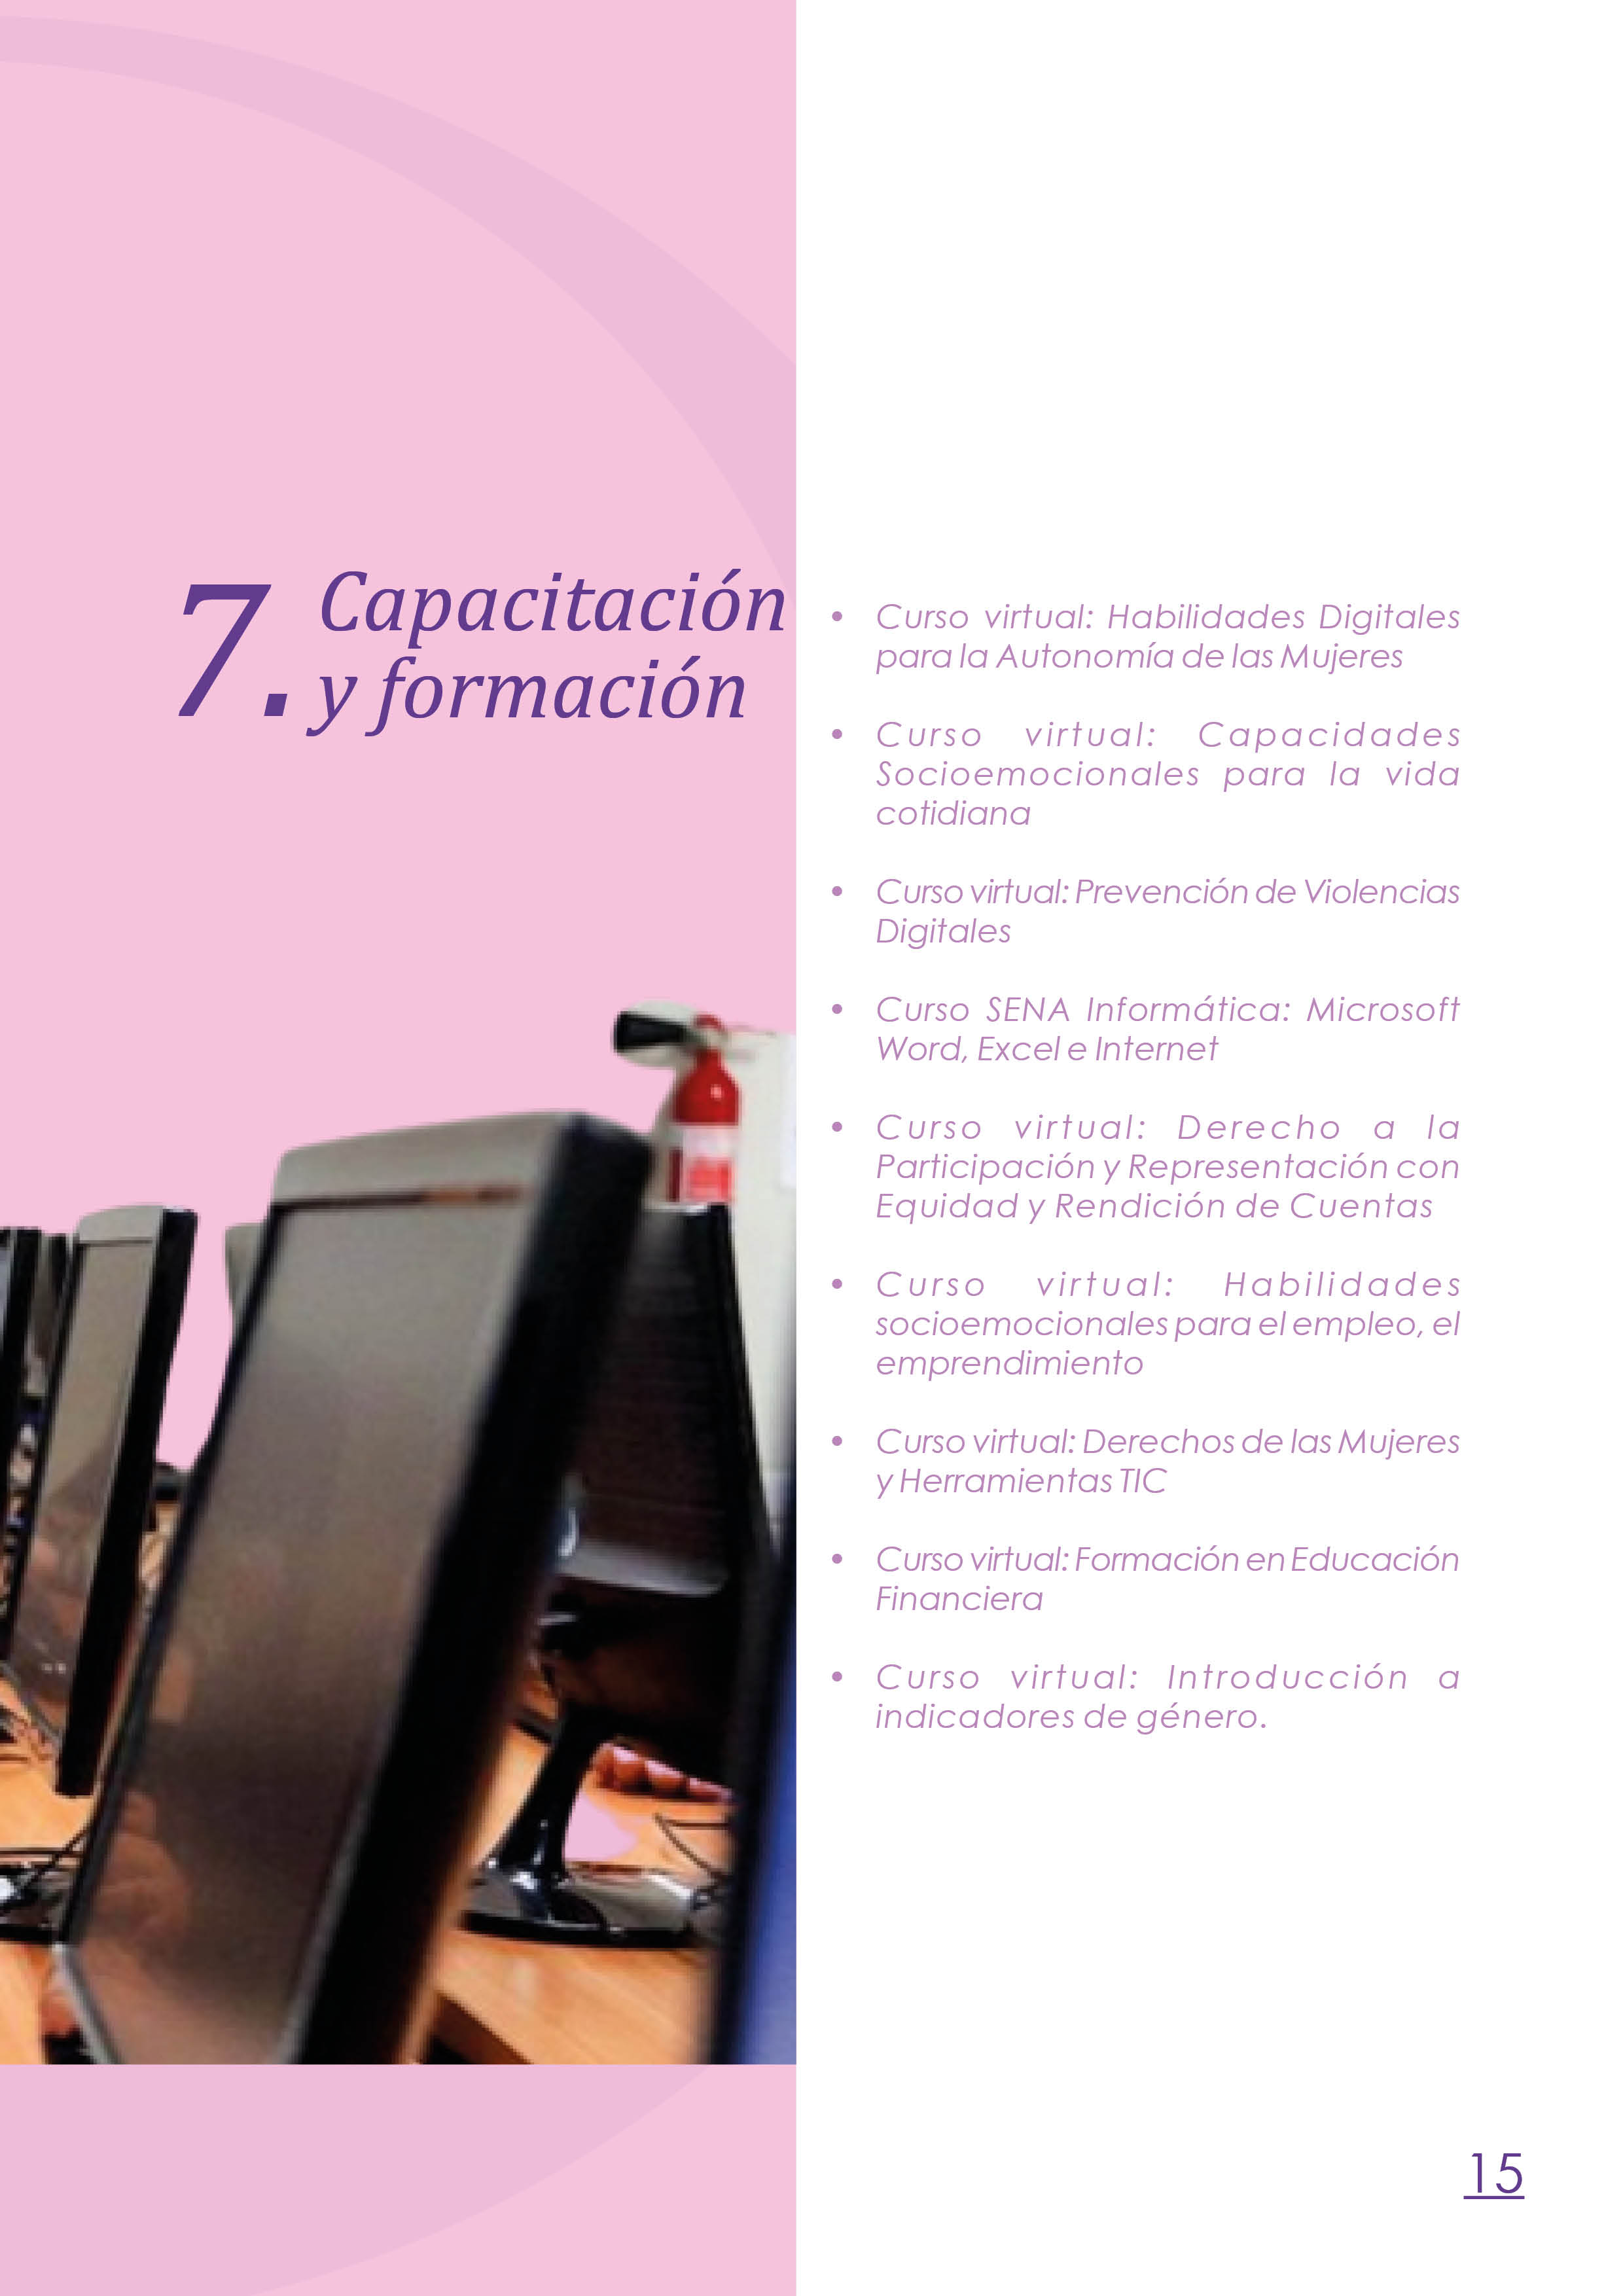 7. Capacitación
y formación
• Curso virtual: Habilidades Digitales
para la Autonomía de las Mujeres
• Curso virtual: Capacidades
Socioemocionales para la vida
cotidiana
• Curso virtual: Prevención de Violencias
Digitales
• Curso SENA Informática: Microsoft
Word, Excel e Internet
• Curso virtual: Derecho a la
Participación y Representación con
Equidad y Rendición de Cuentas
• Curso virtual: Habilidades
socioemocionales para el empleo, el
emprendimiento
• Curso virtual: Derechos de las Mujeres
y Herramientas TIC
• Curso virtual: Formación en Educación
Financiera
• Curso virtual: Introducción a
indicadores de género.
15